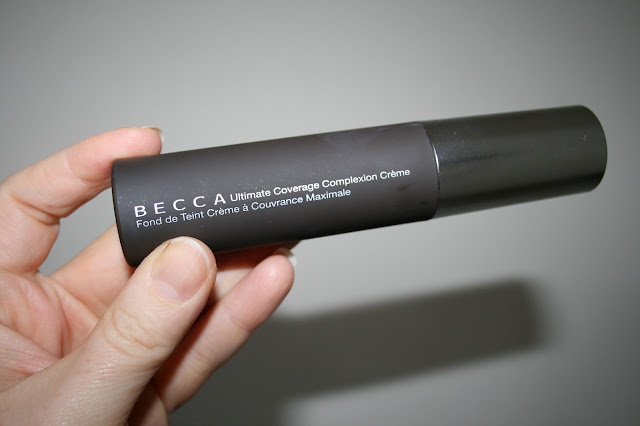 BECCA Ultimate Coverage Complexion Crème
Fond de Teint Crème à Couvrance Maximale